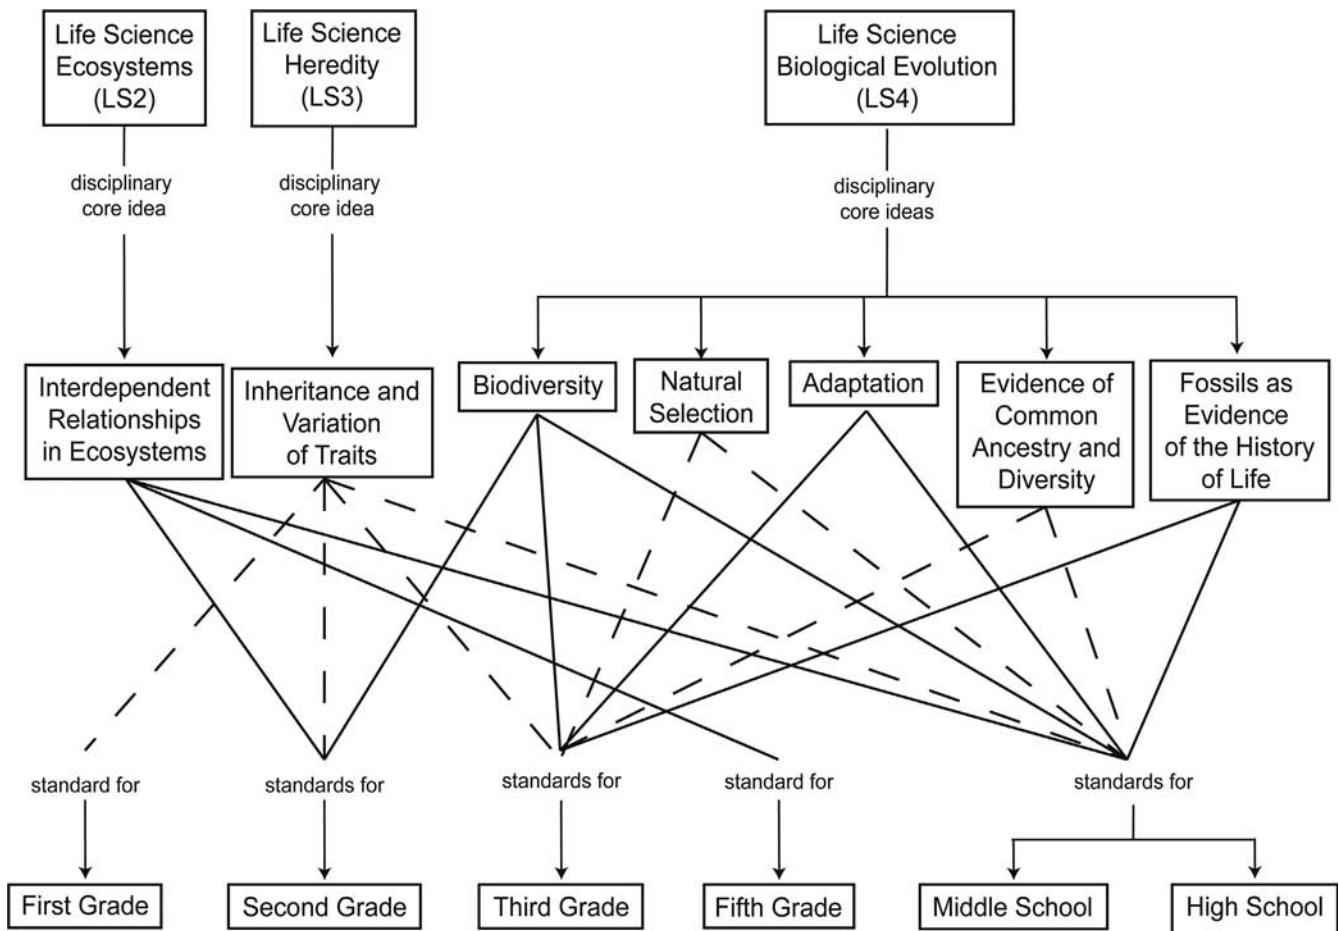 Life Science
Ecosystems
(LS2)
Life Science
Heredity
(LS3)
Life Science
Biological Evolution
(LS4)
disciplinary
core idea
disciplinary
core idea
disciplinary
core ideas
Interdependent
Relationships
in Ecosystems
Inheritance and
Variation
of Traits
Biodiversity
Natural
Selection
Adaptation
Evidence of
Common
Ancestry and
Diversity
Fossils as
Evidence
of the History
of Life
standard for
standards for
standards for
standard for
standards for
First Grade
Second Grade
Third Grade
Fifth Grade
Middle School
High School